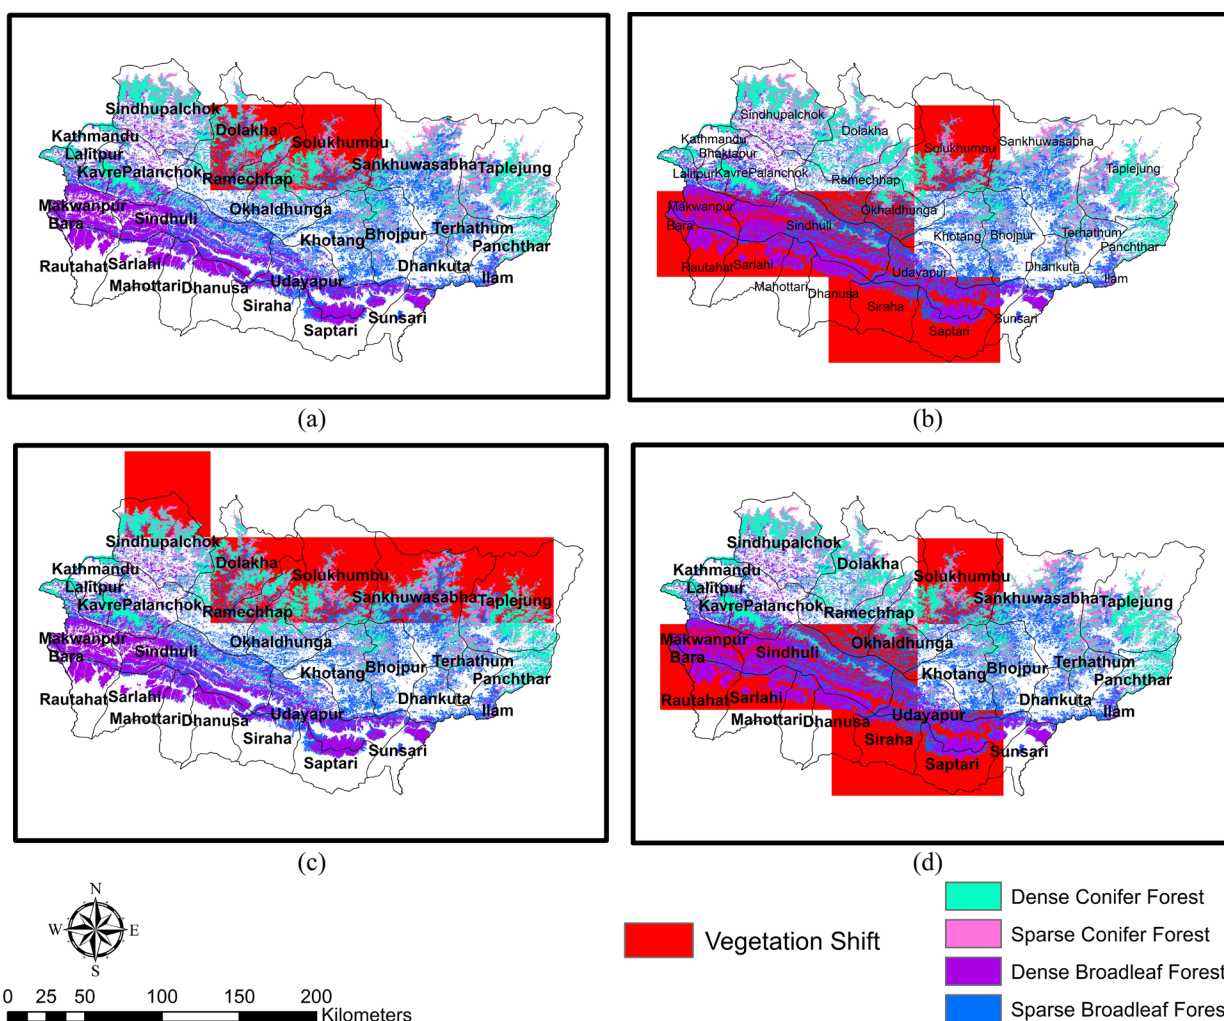 Sindhupalchok
Dolakha
Solukhumbu
Kathmandu
Lalitpur
KavrePalanchok
Ramechhap
Sankhuwasabha
Taplejung
Makwanpur
Bara
Sindhuli
Okhaldhunga
Khotang
Bhojpur
Terhathum
Panchthar
Rautahat
Sarlahi
Mahottari
Dhanusa
Udayapur
Dhankuta
Ilam
Siraha
Saptari
Sunsari
(a)
Sindhupalchok
Dolakha
Solukhumbu
Sankhuwasabha
Kathmandu
Bhaktapur
Lalitpur
KavrePalanchok
Ramechhap
Taplejung
Makwanpur
Bara
Sindhuli
Okhaldhunga
Khotang
Bhojpur
Terhathum
Panchthar
Rautahat
Sarlahi
Mahottari
Dhanusa
Udayapur
Dhankuta
Ilam
Siraha
Saptari
Sunsari
(b)
Sindhupalchok
Dolakha
Solukhumbu
Kathmandu
Lalitpur
KavrePalanchok
Ramechhap
Sankhuwasabha
Taplejung
Makwanpur
Bara
Sindhuli
Okhaldhunga
Khotang
Bhojpur
Terhathum
Panchthar
Rautahat
Sarlahi
Mahottari
Dhanusa
Udayapur
Dhankuta
Ilam
Siraha
Saptari
Sunsari
(c)
Sindhupalchok
Dolakha
Solukhumbu
Kathmandu
Lalitpur
KavrePalanchok
Ramechhap
Sankhuwasabha
Taplejung
Makwanpur
Bara
Sindhuli
Okhaldhunga
Khotang
Bhojpur
Terhathum
Panchthar
Rautahat
Sarlahi
Mahottari
Dhanusa
Udayapur
Dhankuta
Ilam
Siraha
Saptari
Sunsari
(d)
N
W E
S
0 25 50 100 150 200
Kilometers
Vegetation Shift
Dense Conifer Forest
Sparse Conifer Forest
Dense Broadleaf Forest
Sparse Broadleaf Forest